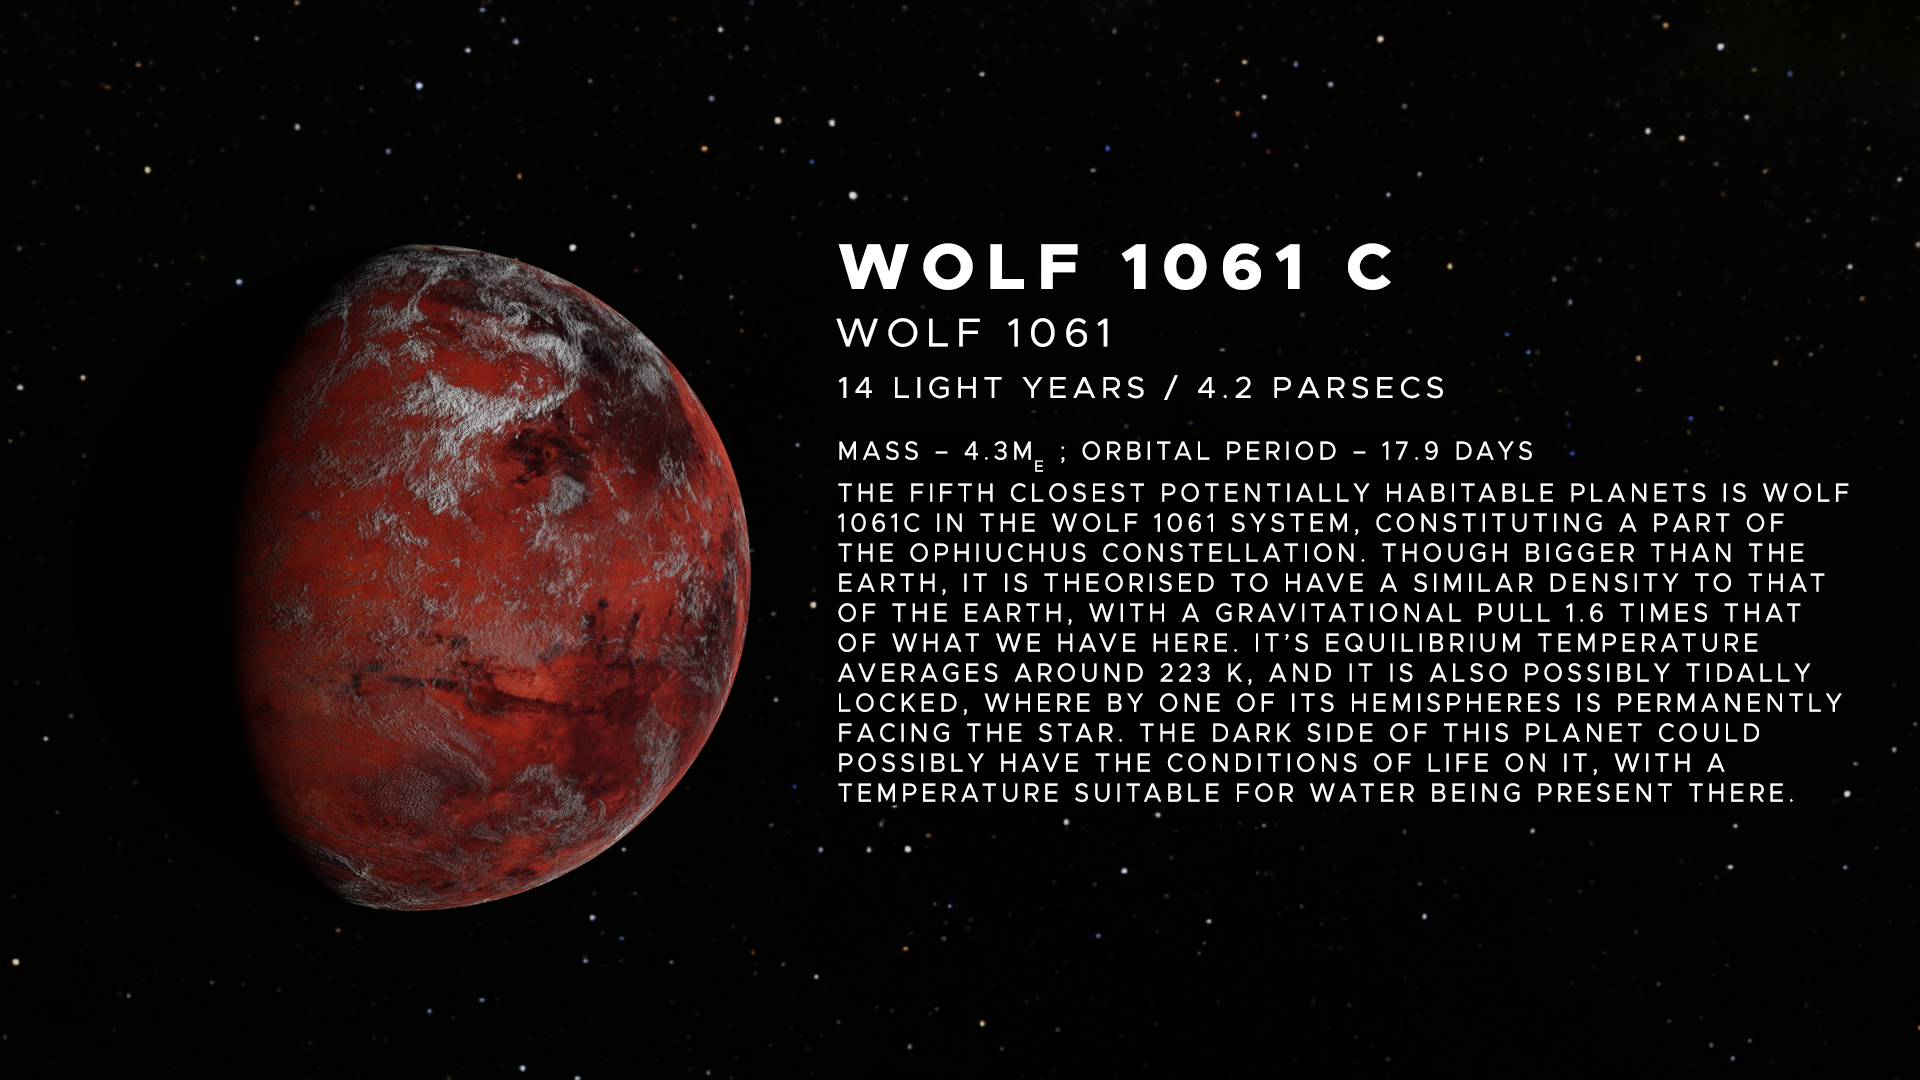 WOLF 1061 C
WOLF 1061
14 LIGHT YEARS / 4.2 PARSECS
MASS – 4.3M_E ; ORBITAL PERIOD – 17.9 DAYS
THE FIFTH CLOSEST POTENTIALLY HABITABLE PLANETS IS WOLF
1061C IN THE WOLF 1061 SYSTEM, CONSTITUTING A PART OF
THE OPHIUCHUS CONSTELLATION. THOUGH BIGGER THAN THE
EARTH, IT IS THEORISED TO HAVE A SIMILAR DENSITY TO THAT
OF THE EARTH, WITH A GRAVITATIONAL PULL 1.6 TIMES THAT
OF WHAT WE HAVE HERE. IT’S EQUILIBRIUM TEMPERATURE
AVERAGES AROUND 223 K, AND IT IS ALSO POSSIBLY TIDALLY
LOCKED, WHERE BY ONE OF ITS HEMISPHERES IS PERMANENTLY
FACING THE STAR. THE DARK SIDE OF THIS PLANET COULD
POSSIBLY HAVE THE CONDITIONS OF LIFE ON IT, WITH A
TEMPERATURE SUITABLE FOR WATER BEING PRESENT THERE.